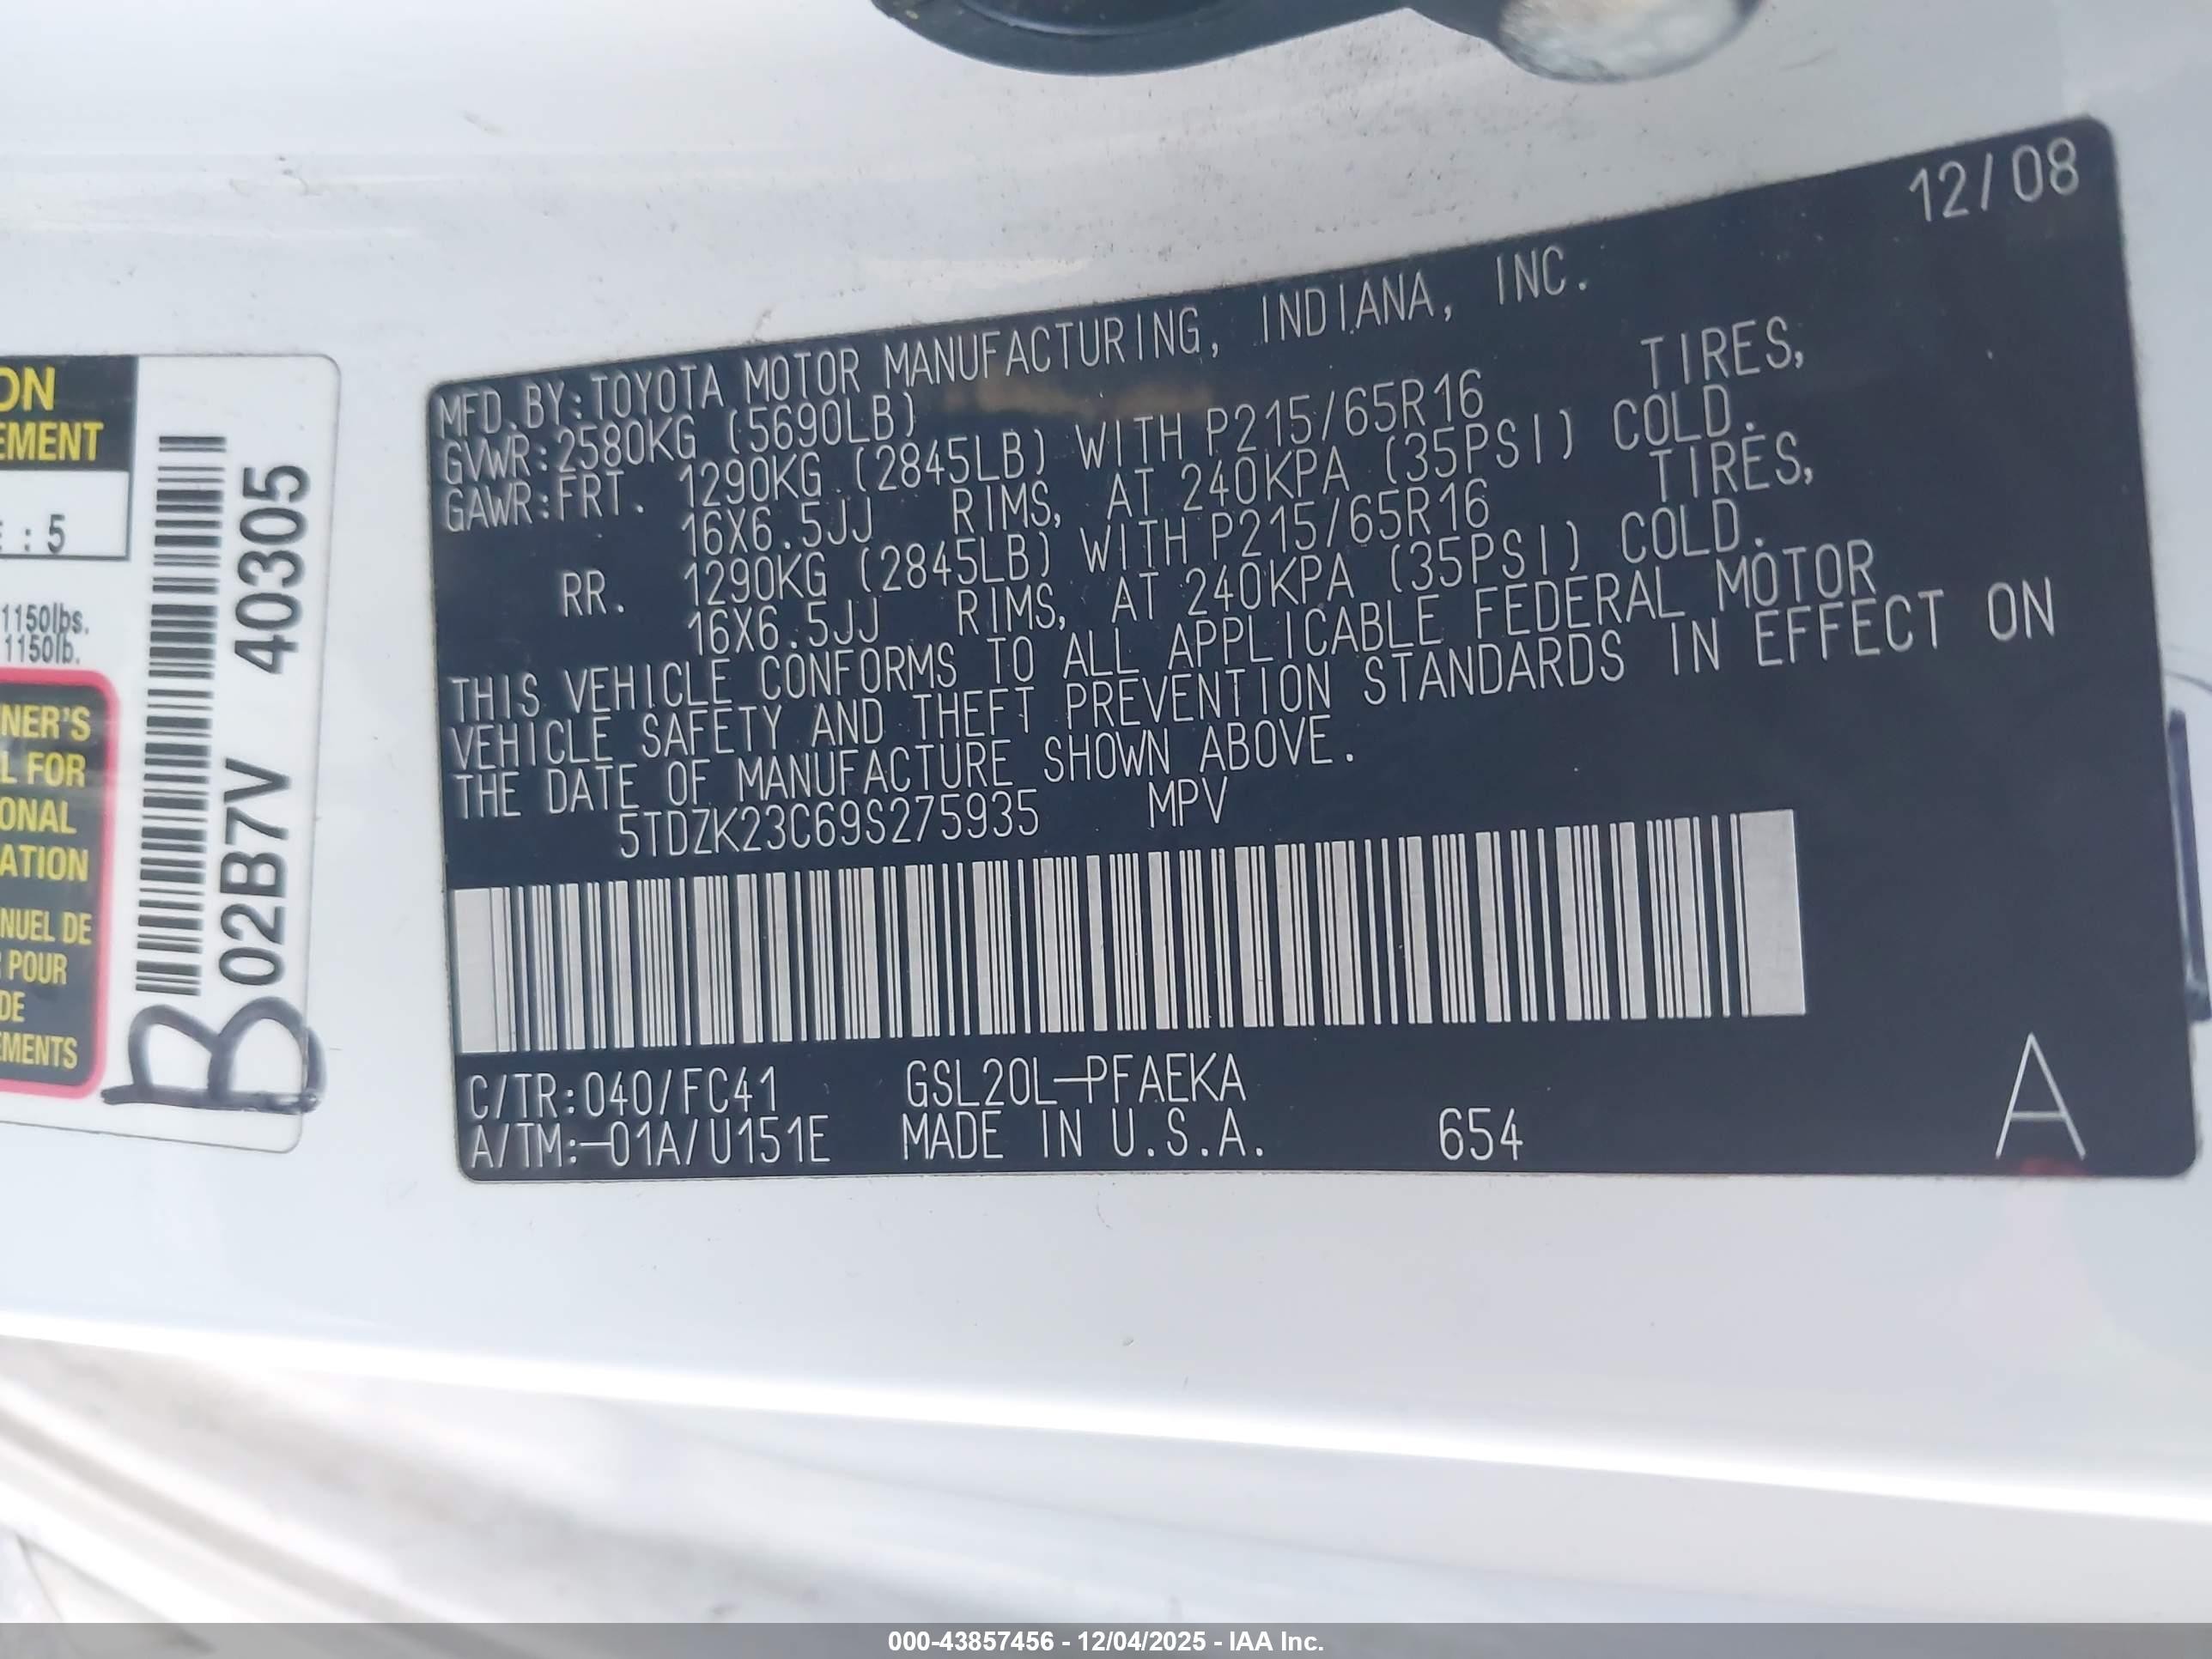 12/08
MFD.BY:TOYOTA MOTOR MANUFACTURING, INDIANA, INC.
GVWR:2580KG (5690LB)
GAWR:FRT. 1290KG (2845LB) WITH P215/65R16 TIRES,
16X6.5JJ RIMS, AT 240KPA (35PSI) COLD.
RR. 1290KG (2845LB) WITH P215/65R16 TIRES,
16X6.5JJ RIMS, AT 240KPA (35PSI) COLD.
THIS VEHICLE CONFORMS TO ALL APPLICABLE FEDERAL MOTOR
VEHICLE SAFETY AND THEFT PREVENTION STANDARDS IN EFFECT ON
THE DATE OF MANUFACTURE SHOWN ABOVE.
5TDZK23C69S275935 MPV
C/TR:040/FC41 GSL20L-PFAEKA
A/TM:-01A/U151E MADE IN U.S.A. 654
A
ON
EMENT
: 5
1150lbs.
1150lb.
NER'S
L FOR
ONAL
ATION
NUEL DE
POUR
DE
EMENTS
02B7V 40305
B
000-43857456 - 12/04/2025 - IAA Inc.